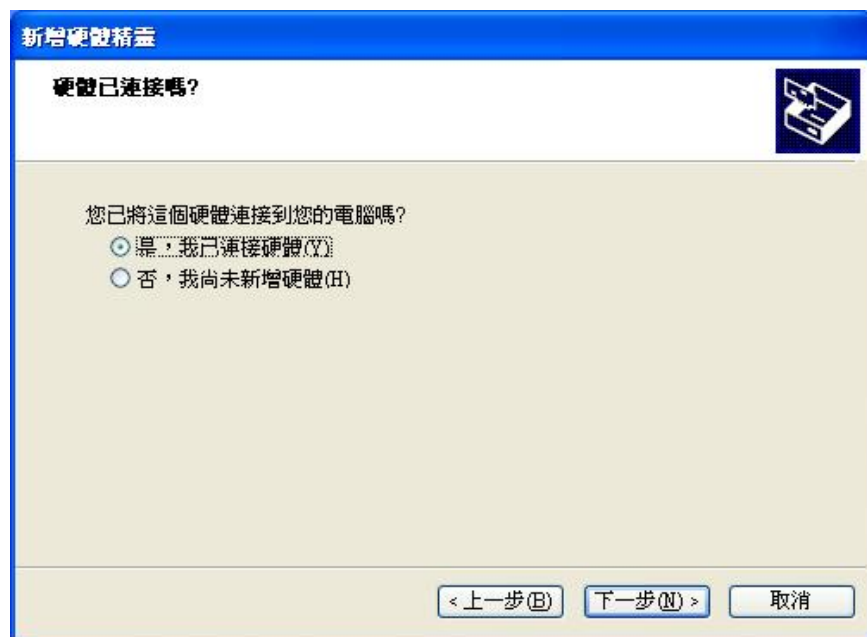 新增硬體精靈
硬體已連接嗎?
您已將這個硬體連接到您的電腦嗎?
是，我已連接硬體(Y)
否，我尚未新增硬體(H)
<上一步(B) 下一步(N)> 取消